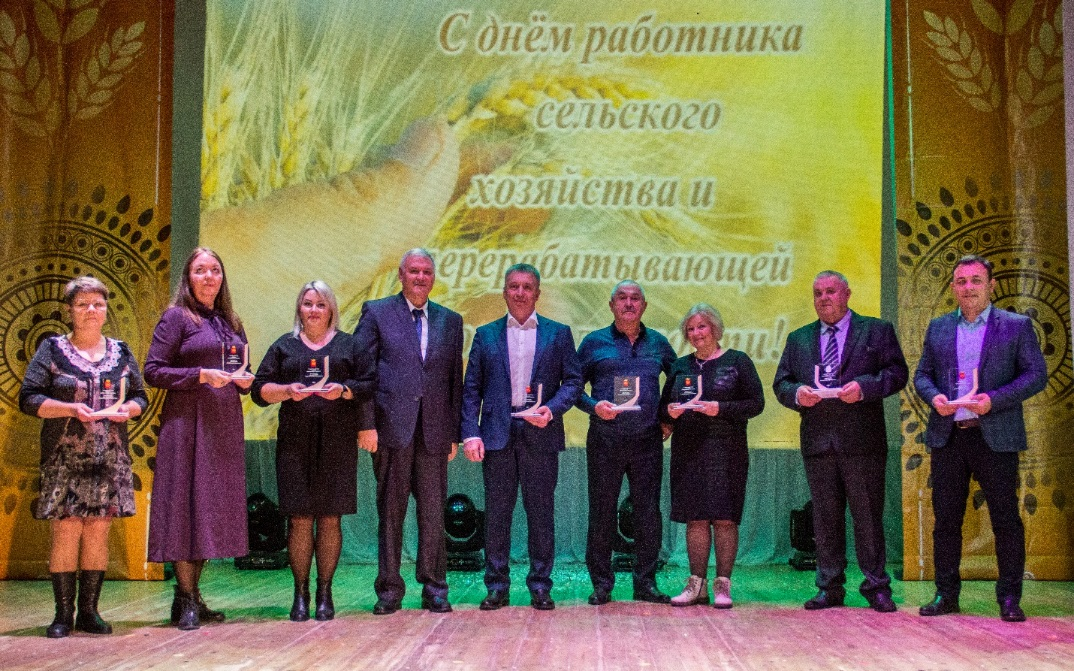 С днём работника
сельского
хозяйства и
перерабатывающей